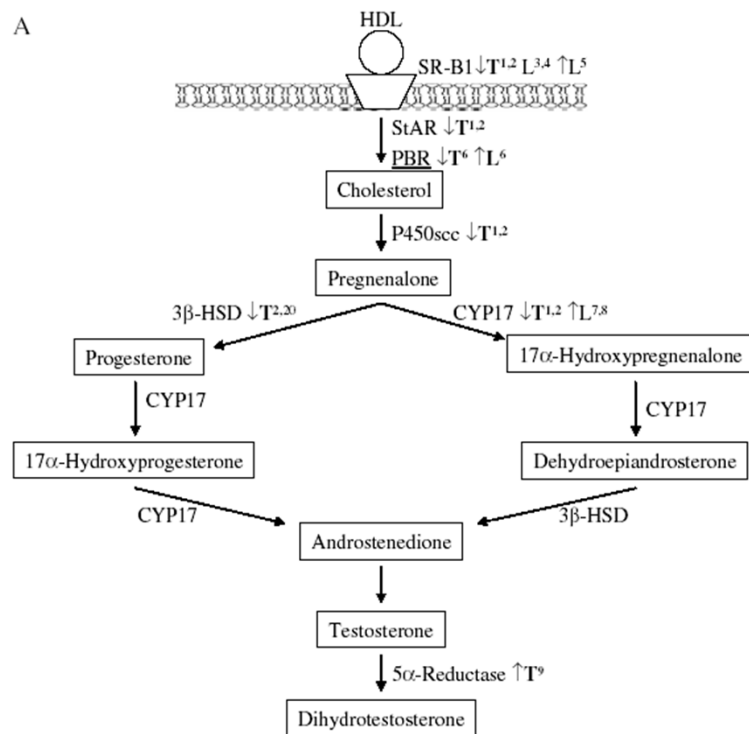 A
HDL
SR-B1↓T¹,² L³,⁴ ↑L⁵
StAR ↓T¹,²
PBR ↓T⁶ ↑L⁶
Cholesterol
P450scc ↓T¹,²
Pregnenalone
3β-HSD ↓T²,²⁰
CYP17 ↓T¹,² ↑L⁷,⁸
Progesterone
17α-Hydroxypregnenalone
CYP17
CYP17
17α-Hydroxyprogesterone
Dehydroepiandrosterone
CYP17
3β-HSD
Androstenedione
Testosterone
5α-Reductase ↑T⁹
Dihydrotestosterone